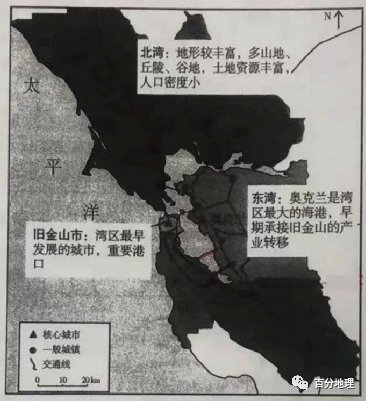 N
北湾：地形较丰富，多山地、
丘陵、谷地，土地资源丰富，
人口密度小
太
平
洋
东湾：奥克兰是湾
区最大的海港，早
期承接旧金山的产
业转移
旧金山市：湾区最早
发展的城市，重要港
口
核心城市
一般城镇
交通线
0 10 20km
百分地理